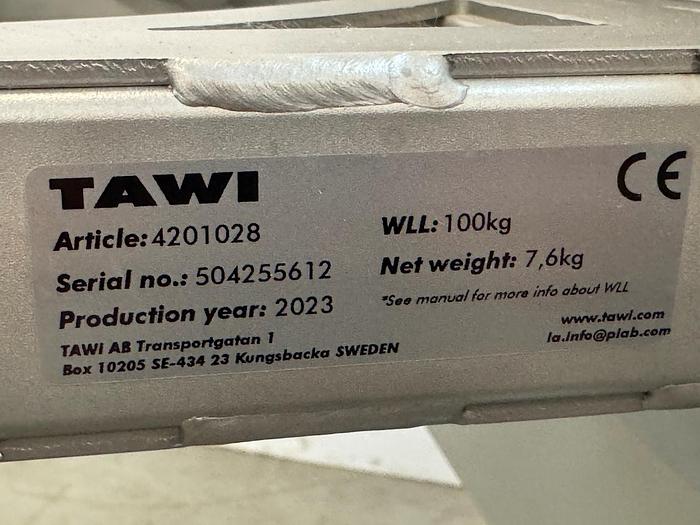 TAWI
CE
Article: 4201028
WLL: 100kg
Serial no.: 504255612
Net weight: 7,6kg
Production year: 2023
*See manual for more info about WLL
TAWI AB Transportgatan 1
www.tawi.com
Box 10205 SE-434 23 Kungsbacka SWEDEN
la.info@plab.com